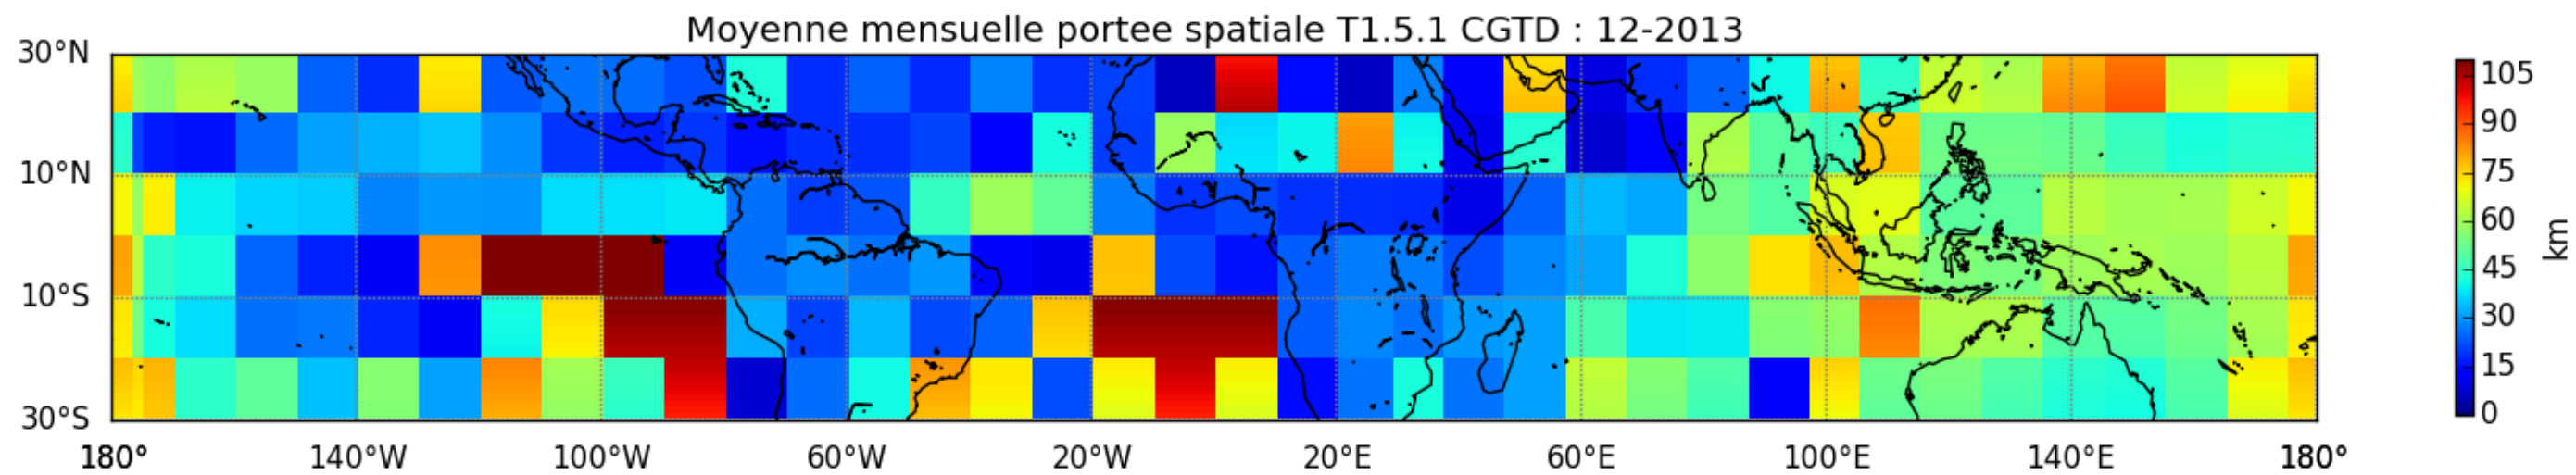 Moyenne mensuelle portee spatiale T1.5.1 CGTD : 12-2013
30°N
10°N
10°S
30°S
180° 140°W 100°W 60°W 20°W 20°E 60°E 100°E 140°E 180°
105
90
75
60
45
30
15
0
km